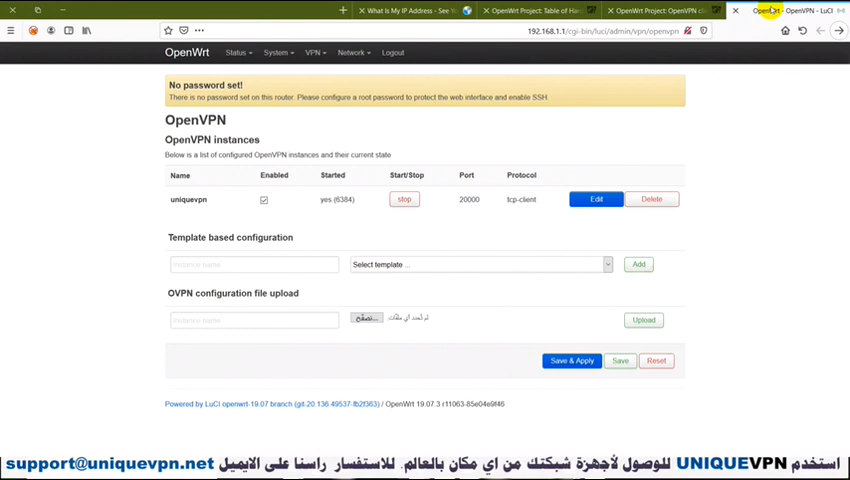 What Is My IP Address - See Yo
OpenWrt Project: Table of Hard
OpenWrt Project: OpenVPN clie
OpenWrt - OpenVPN - LuCI
192.168.1.1/cgi-bin/luci/admin/vpn/openvpn
OpenWrt Status System VPN Network Logout
No password set!
There is no password set on this router. Please configure a root password to protect the web interface and enable SSH.
OpenVPN
OpenVPN instances
Below is a list of configured OpenVPN instances and their current state
Name Enabled Started Start/Stop Port Protocol
uniquevpn yes (6384) stop 20000 tcp-client Edit Delete
Template based configuration
Instance name Select template ... Add
OVPN configuration file upload
Instance name تصفّح... لم تُحدد أي ملفّات. Upload
Save & Apply Save Reset
Powered by LuCI openwrt-19.07 branch (git-20.136.49537-fb2f363) / OpenWrt 19.07.3 r11063-85e04e9f46
استخدم UNIQUEVPN للوصول لأجهزة شبكتك من اي مكان بالعالم. للاستفسار راسنا على الايميل support@uniquevpn.net